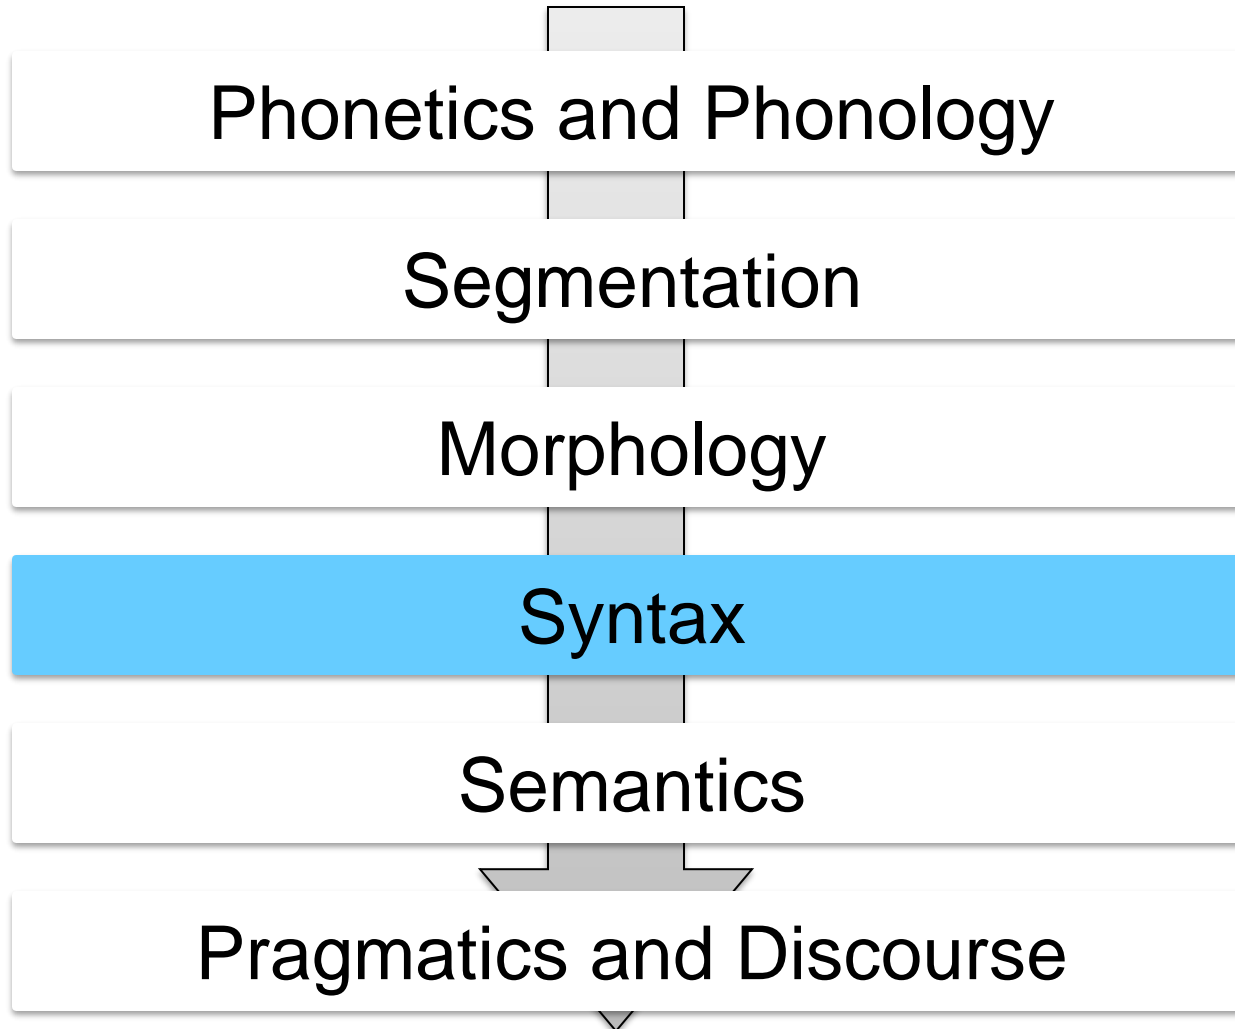 Phonetics and Phonology
Segmentation
Morphology
Syntax
Semantics
Pragmatics and Discourse